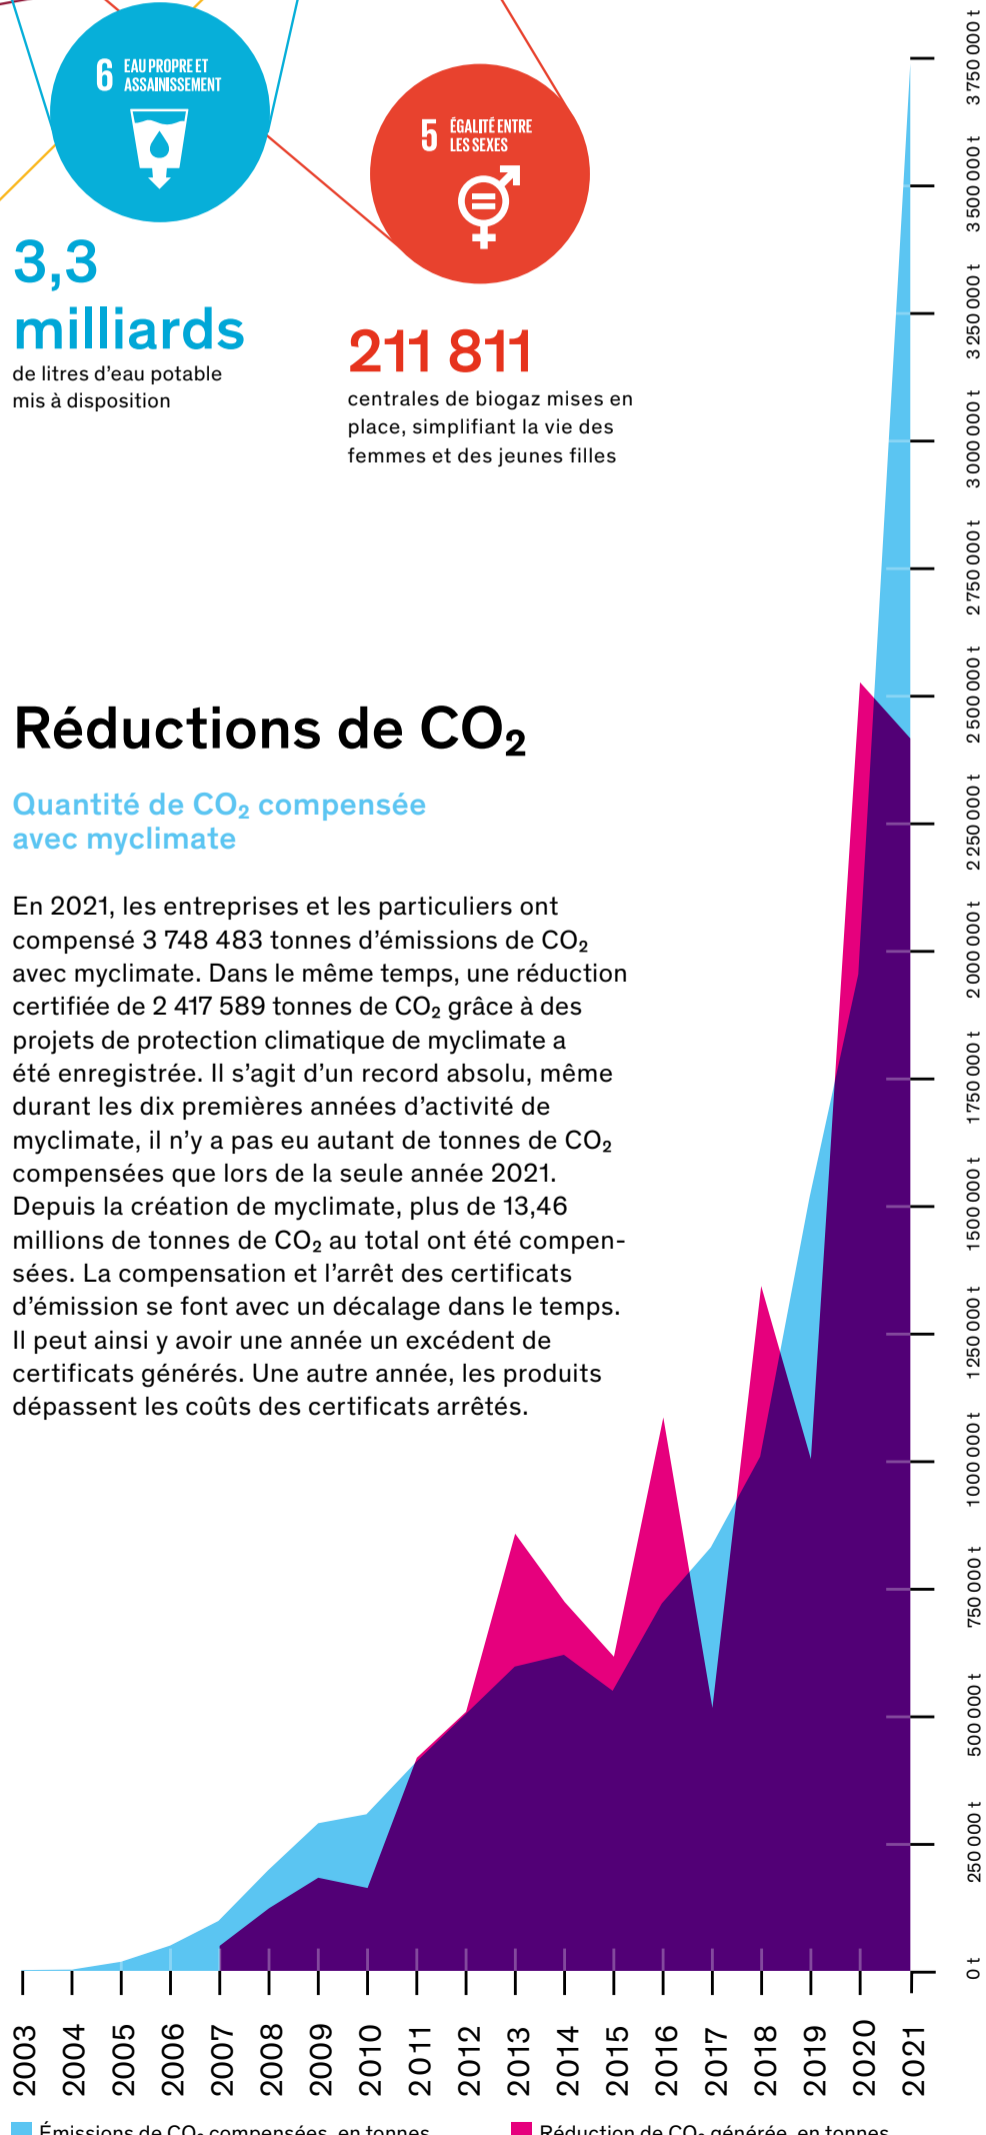 6 EAU PROPRE ET
ASSAINISSEMENT
3,3
milliards
de litres d'eau potable
mis à disposition
5 ÉGALITÉ ENTRE
LES SEXES
211 811
centrales de biogaz mises en
place, simplifiant la vie des
femmes et des jeunes filles
Réductions de CO₂
Quantité de CO₂ compensée
avec myclimate
En 2021, les entreprises et les particuliers ont
compensé 3 748 483 tonnes d'émissions de CO₂
avec myclimate. Dans le même temps, une réduction
certifiée de 2 417 589 tonnes de CO₂ grâce à des
projets de protection climatique de myclimate a
été enregistrée. Il s'agit d'un record absolu, même
durant les dix premières années d'activité de
myclimate, il n'y a pas eu autant de tonnes de CO₂
compensées que lors de la seule année 2021.
Depuis la création de myclimate, plus de 13,46
millions de tonnes de CO₂ au total ont été compen-
sées. La compensation et l'arrêt des certificats
d'émission se font avec un décalage dans le temps.
Il peut ainsi y avoir une année un excédent de
certificats générés. Une autre année, les produits
dépassent les coûts des certificats arrêtés.
3 750 000 t
3 500 000 t
3 250 000 t
3 000 000 t
2 750 000 t
2 500 000 t
2 250 000 t
2 000 000 t
1 750 000 t
1 500 000 t
1 250 000 t
1 000 000 t
750 000 t
500 000 t
250 000 t
0 t
2003
2004
2005
2006
2007
2008
2009
2010
2011
2012
2013
2014
2015
2016
2017
2018
2019
2020
2021
Émissions de CO₂ compensées, en tonnes
Réduction de CO₂ générée, en tonnes